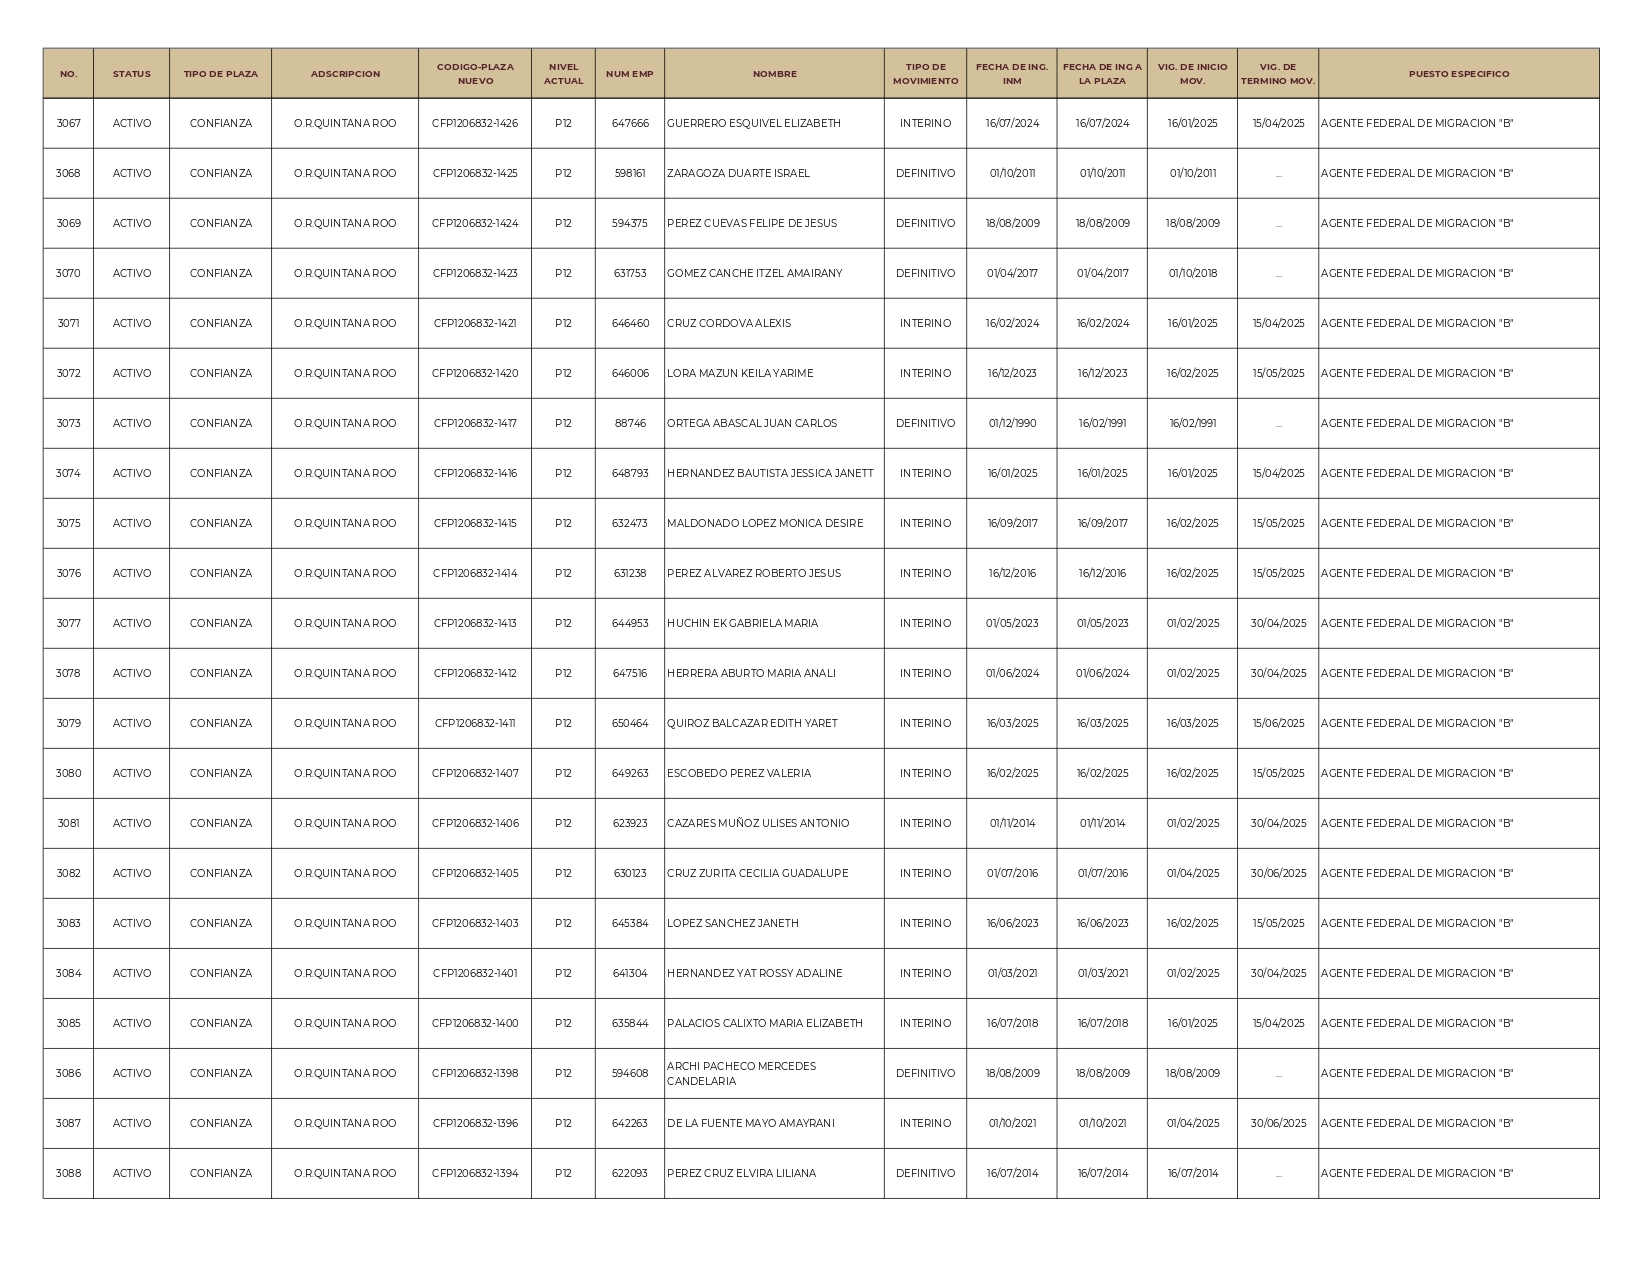 NO. STATUS TIPO DE PLAZA ADSCRIPCION CODIGO-PLAZA NUEVO NIVEL ACTUAL NUM EMP NOMBRE TIPO DE MOVIMIENTO FECHA DE ING. INM FECHA DE ING A LA PLAZA VIG. DE INICIO MOV. VIG. DE TERMINO MOV. PUESTO ESPECIFICO
3067 ACTIVO CONFIANZA O.R.QUINTANA ROO CFP1206832-1426 P12 647666 GUERRERO ESQUIVEL ELIZABETH INTERINO 16/07/2024 16/07/2024 16/01/2025 15/04/2025 AGENTE FEDERAL DE MIGRACION "B"
3068 ACTIVO CONFIANZA O.R.QUINTANA ROO CFP1206832-1425 P12 598161 ZARAGOZA DUARTE ISRAEL DEFINITIVO 01/10/2011 01/10/2011 01/10/2011 ... AGENTE FEDERAL DE MIGRACION "B"
3069 ACTIVO CONFIANZA O.R.QUINTANA ROO CFP1206832-1424 P12 594375 PEREZ CUEVAS FELIPE DE JESUS DEFINITIVO 18/08/2009 18/08/2009 18/08/2009 ... AGENTE FEDERAL DE MIGRACION "B"
3070 ACTIVO CONFIANZA O.R.QUINTANA ROO CFP1206832-1423 P12 631753 GOMEZ CANCHE ITZEL AMAIRANY DEFINITIVO 01/04/2017 01/04/2017 01/10/2018 ... AGENTE FEDERAL DE MIGRACION "B"
3071 ACTIVO CONFIANZA O.R.QUINTANA ROO CFP1206832-1421 P12 646460 CRUZ CORDOVA ALEXIS INTERINO 16/02/2024 16/02/2024 16/01/2025 15/04/2025 AGENTE FEDERAL DE MIGRACION "B"
3072 ACTIVO CONFIANZA O.R.QUINTANA ROO CFP1206832-1420 P12 646006 LORA MAZUN KEILA YARIME INTERINO 16/12/2023 16/12/2023 16/02/2025 15/05/2025 AGENTE FEDERAL DE MIGRACION "B"
3073 ACTIVO CONFIANZA O.R.QUINTANA ROO CFP1206832-1417 P12 88746 ORTEGA ABASCAL JUAN CARLOS DEFINITIVO 01/12/1990 16/02/1991 16/02/1991 ... AGENTE FEDERAL DE MIGRACION "B"
3074 ACTIVO CONFIANZA O.R.QUINTANA ROO CFP1206832-1416 P12 648793 HERNANDEZ BAUTISTA JESSICA JANETT INTERINO 16/01/2025 16/01/2025 16/01/2025 15/04/2025 AGENTE FEDERAL DE MIGRACION "B"
3075 ACTIVO CONFIANZA O.R.QUINTANA ROO CFP1206832-1415 P12 632473 MALDONADO LOPEZ MONICA DESIRE INTERINO 16/09/2017 16/09/2017 16/02/2025 15/05/2025 AGENTE FEDERAL DE MIGRACION "B"
3076 ACTIVO CONFIANZA O.R.QUINTANA ROO CFP1206832-1414 P12 631238 PEREZ ALVAREZ ROBERTO JESUS INTERINO 16/12/2016 16/12/2016 16/02/2025 15/05/2025 AGENTE FEDERAL DE MIGRACION "B"
3077 ACTIVO CONFIANZA O.R.QUINTANA ROO CFP1206832-1413 P12 644953 HUCHIN EK GABRIELA MARIA INTERINO 01/05/2023 01/05/2023 01/02/2025 30/04/2025 AGENTE FEDERAL DE MIGRACION "B"
3078 ACTIVO CONFIANZA O.R.QUINTANA ROO CFP1206832-1412 P12 647516 HERRERA ABURTO MARIA ANALI INTERINO 01/06/2024 01/06/2024 01/02/2025 30/04/2025 AGENTE FEDERAL DE MIGRACION "B"
3079 ACTIVO CONFIANZA O.R.QUINTANA ROO CFP1206832-1411 P12 650464 QUIROZ BALCAZAR EDITH YARET INTERINO 16/03/2025 16/03/2025 16/03/2025 15/06/2025 AGENTE FEDERAL DE MIGRACION "B"
3080 ACTIVO CONFIANZA O.R.QUINTANA ROO CFP1206832-1407 P12 649263 ESCOBEDO PEREZ VALERIA INTERINO 16/02/2025 16/02/2025 16/02/2025 15/05/2025 AGENTE FEDERAL DE MIGRACION "B"
3081 ACTIVO CONFIANZA O.R.QUINTANA ROO CFP1206832-1406 P12 623923 CAZARES MUÑOZ ULISES ANTONIO INTERINO 01/11/2014 01/11/2014 01/02/2025 30/04/2025 AGENTE FEDERAL DE MIGRACION "B"
3082 ACTIVO CONFIANZA O.R.QUINTANA ROO CFP1206832-1405 P12 630123 CRUZ ZURITA CECILIA GUADALUPE INTERINO 01/07/2016 01/07/2016 01/04/2025 30/06/2025 AGENTE FEDERAL DE MIGRACION "B"
3083 ACTIVO CONFIANZA O.R.QUINTANA ROO CFP1206832-1403 P12 645384 LOPEZ SANCHEZ JANETH INTERINO 16/06/2023 16/06/2023 16/02/2025 15/05/2025 AGENTE FEDERAL DE MIGRACION "B"
3084 ACTIVO CONFIANZA O.R.QUINTANA ROO CFP1206832-1401 P12 641304 HERNANDEZ YAT ROSSY ADALINE INTERINO 01/03/2021 01/03/2021 01/02/2025 30/04/2025 AGENTE FEDERAL DE MIGRACION "B"
3085 ACTIVO CONFIANZA O.R.QUINTANA ROO CFP1206832-1400 P12 635844 PALACIOS CALIXTO MARIA ELIZABETH INTERINO 16/07/2018 16/07/2018 16/01/2025 15/04/2025 AGENTE FEDERAL DE MIGRACION "B"
3086 ACTIVO CONFIANZA O.R.QUINTANA ROO CFP1206832-1398 P12 594608 ARCHI PACHECO MERCEDES CANDELARIA DEFINITIVO 18/08/2009 18/08/2009 18/08/2009 ... AGENTE FEDERAL DE MIGRACION "B"
3087 ACTIVO CONFIANZA O.R.QUINTANA ROO CFP1206832-1396 P12 642263 DE LA FUENTE MAYO AMAYRANI INTERINO 01/10/2021 01/10/2021 01/04/2025 30/06/2025 AGENTE FEDERAL DE MIGRACION "B"
3088 ACTIVO CONFIANZA O.R.QUINTANA ROO CFP1206832-1394 P12 622093 PEREZ CRUZ ELVIRA LILIANA DEFINITIVO 16/07/2014 16/07/2014 16/07/2014 ... AGENTE FEDERAL DE MIGRACION "B"